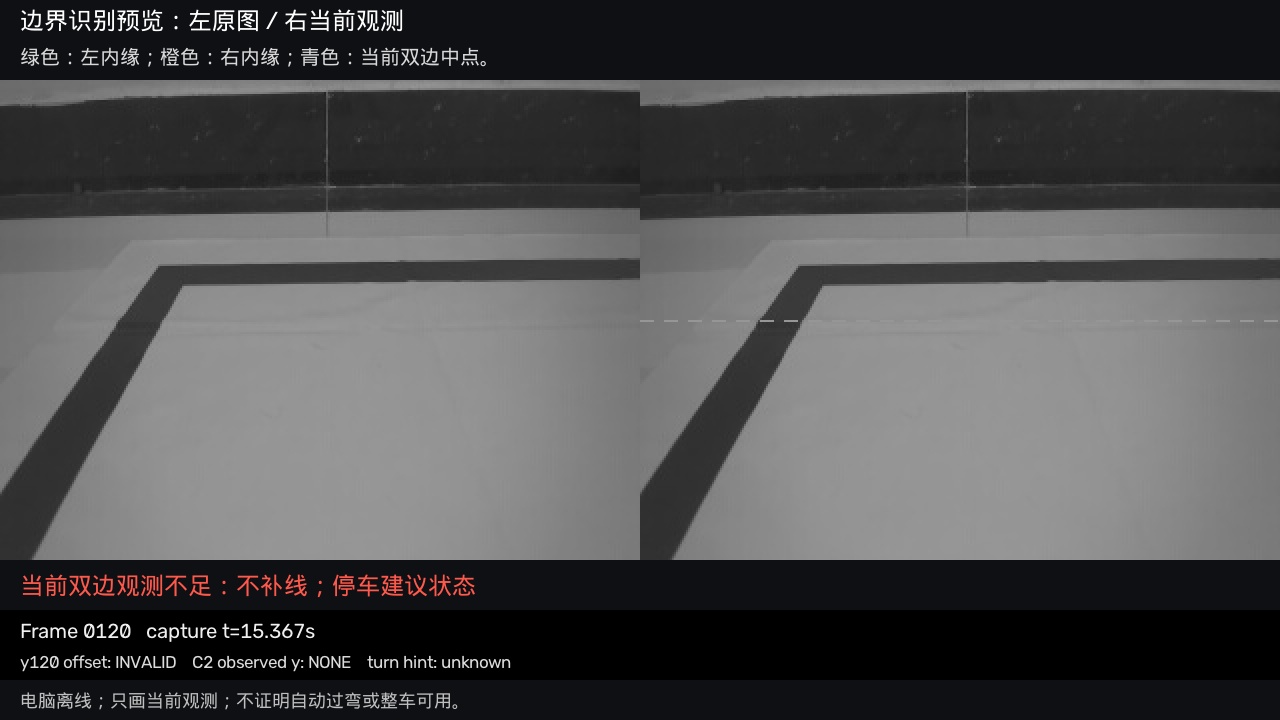 边界识别预览：左原图 / 右当前观测
绿色：左内缘；橙色：右内缘；青色：当前双边中点。
当前双边观测不足：不补线；停车建议状态
Frame 0120 capture t=15.367s
y120 offset: INVALID C2 observed y: NONE turn hint: unknown
电脑离线；只画当前观测；不证明自动过弯或整车可用。